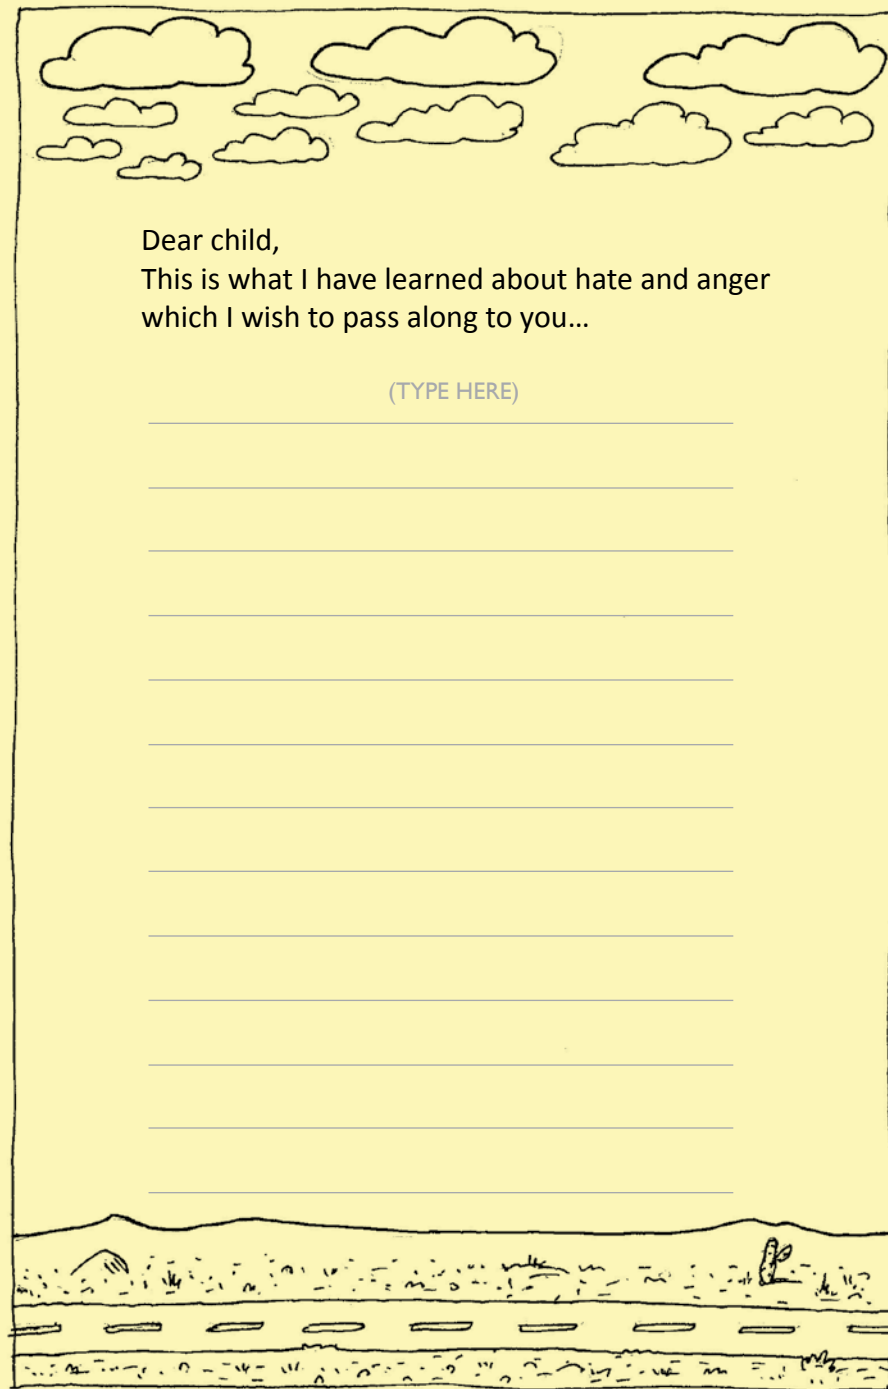 Dear child,
This is what I have learned about hate and anger
which I wish to pass along to you…
(TYPE HERE)